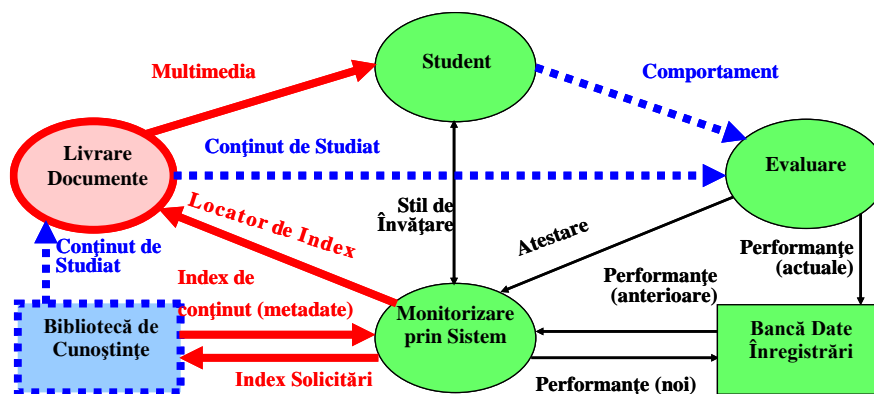 Multimedia
Student
Comportament
Livrare
Documente
Conţinut de Studiat
Evaluare
Locator de Index
Stil de
Învăţare
Atestare
Conţinut de
Studiat
Performanţe
(actuale)
Index de
conţinut (metadate)
Performanţe
(anterioare)
Bibliotecă de
Cunoştinţe
Monitorizare
prin Sistem
Bancă Date
Înregistrări
Index Solicitări
Performanţe (noi)